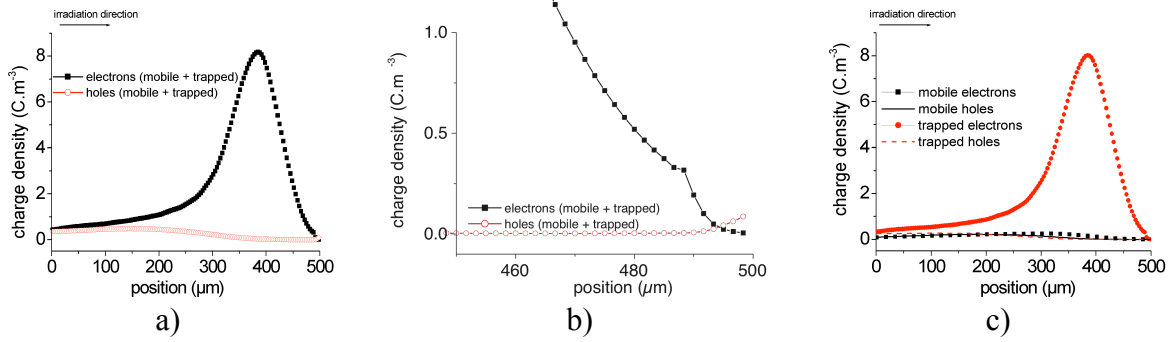 irradiation direction
8
6
4
2
0
charge density (C.m-3)
electrons (mobile + trapped)
holes (mobile + trapped)
0 100 200 300 400 500
position (µm)
a)
1.0
0.5
0.0
charge density (C.m-3)
electrons (mobile + trapped)
holes (mobile + trapped)
460 480 500
position (µm)
b)
irradiation direction
8
6
4
2
0
charge density (C.m-3)
mobile electrons
mobile holes
trapped electrons
trapped holes
0 100 200 300 400 500
position (µm)
c)